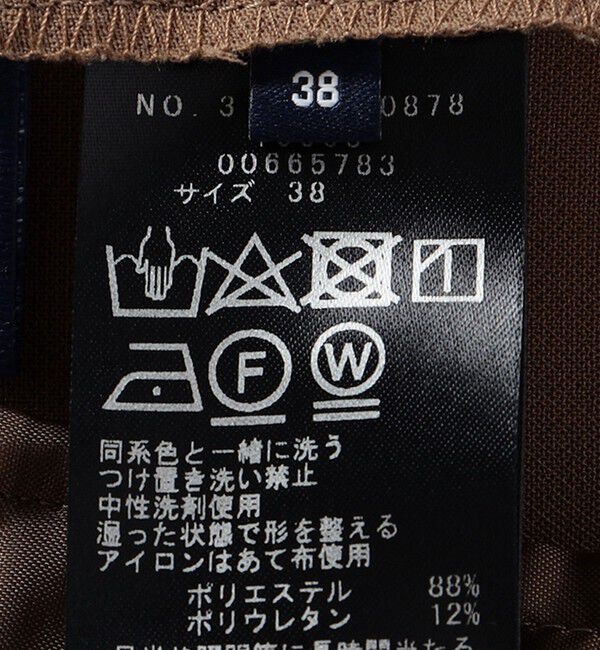 38
NO. 3 0878
00665783
サイズ 38
1
F W
同系色と一緒に洗う
つけ置き洗い禁止
中性洗剤使用
湿った状態で形を整える
アイロンはあて布使用
ポリエステル 88%
ポリウレタン 12%